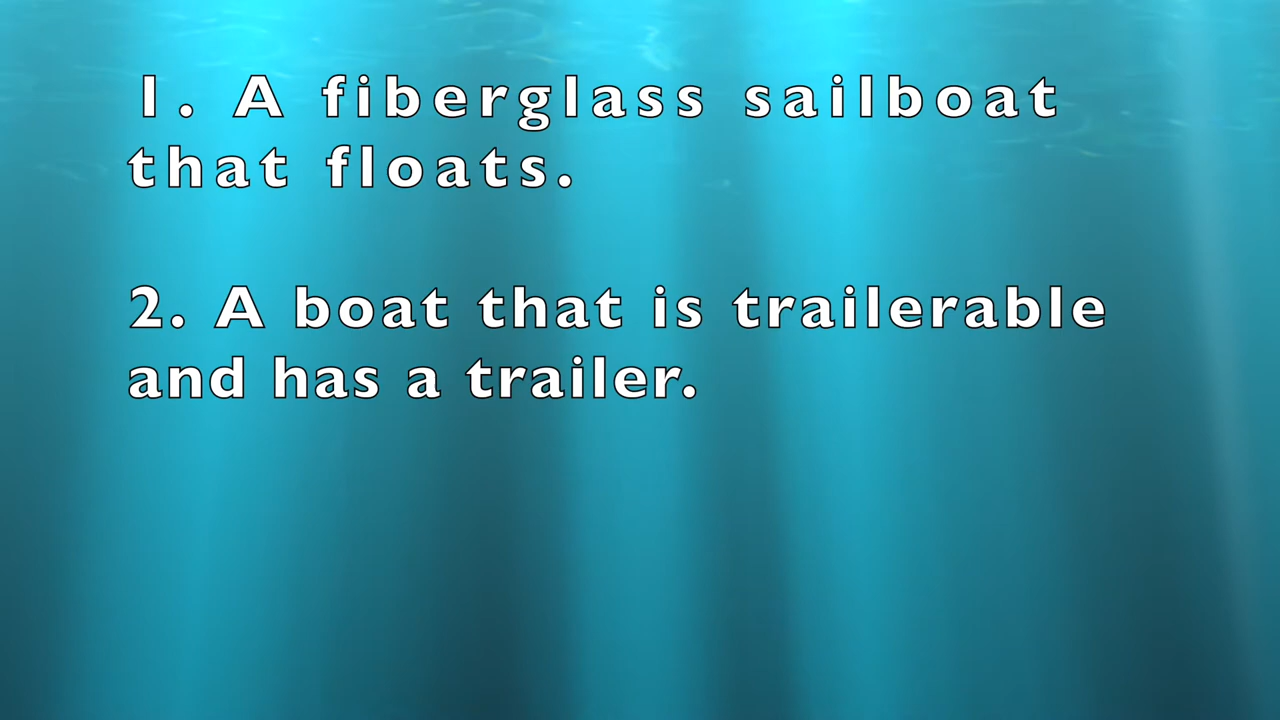 1. A fiberglass sailboat
that floats.
2. A boat that is trailerable
and has a trailer.